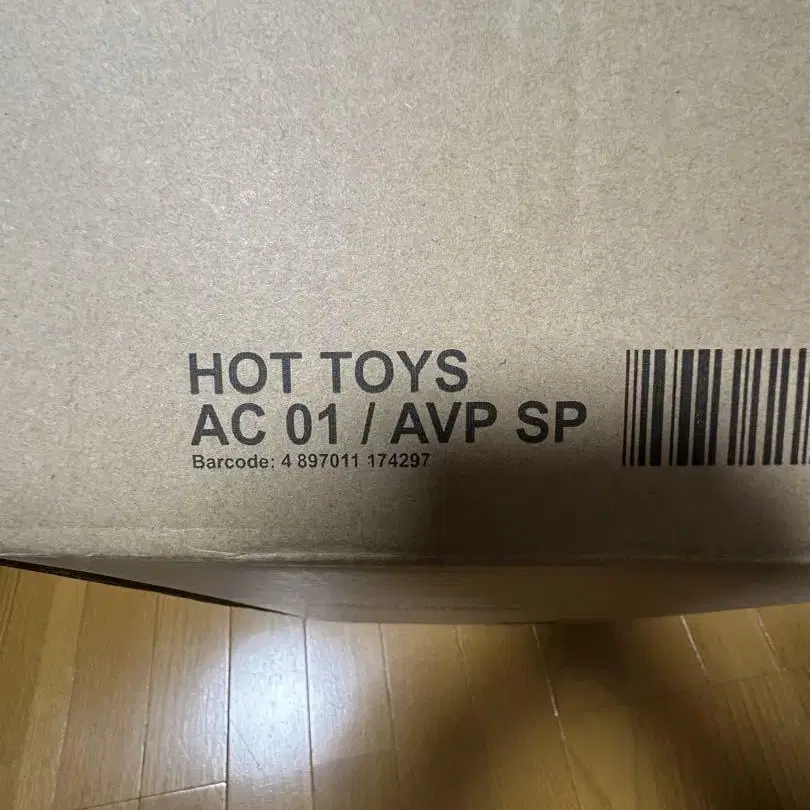 HOT TOYS
AC 01 / AVP SP
Barcode: 4 897011 174297